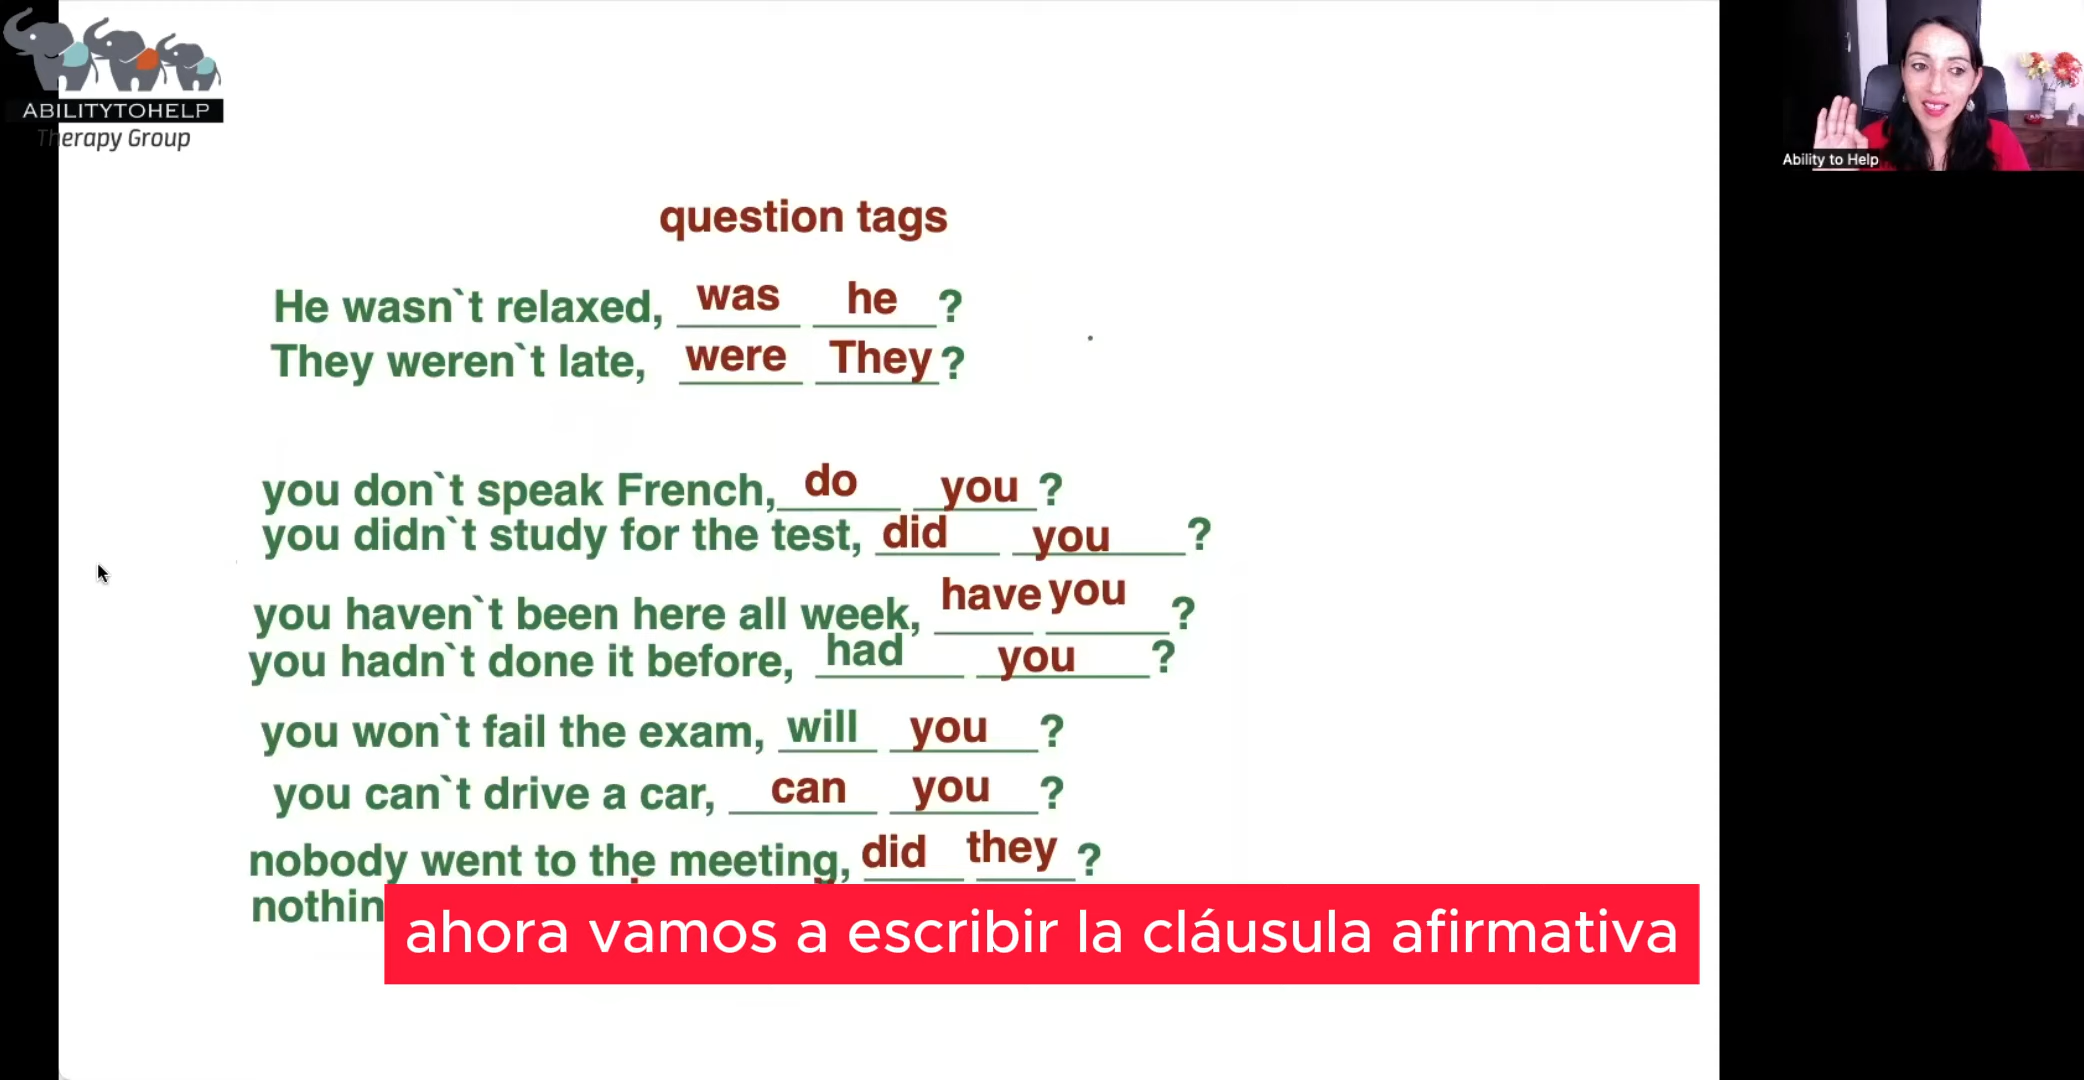 ABILITYTOHELP
Therapy Group
Ability to Help
question tags
He wasn`t relaxed, was he ?
They weren`t late, were They ?
you don`t speak French, do you ?
you didn`t study for the test, did you ?
you haven`t been here all week, have you ?
you hadn`t done it before, had you ?
you won`t fail the exam, will you ?
you can`t drive a car, can you ?
nobody went to the meeting, did they ?
ahora vamos a escribir la cláusula afirmativa